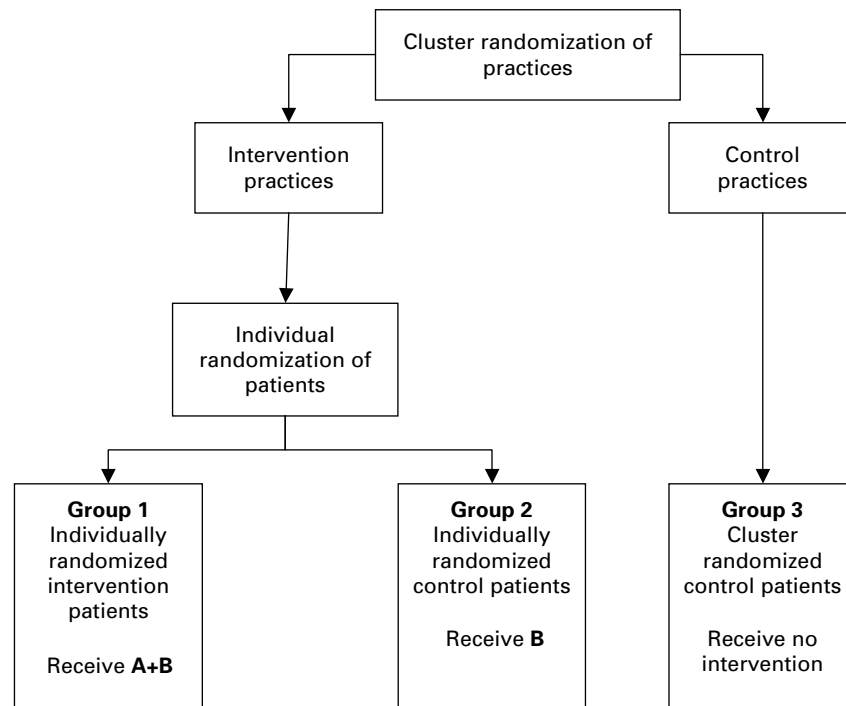 Cluster randomization of
practices
Intervention
practices
Control
practices
Individual
randomization of
patients
Group 1
Individually
randomized
intervention
patients
Receive A+B
Group 2
Individually
randomized
control patients
Receive B
Group 3
Cluster
randomized
control patients
Receive no
intervention